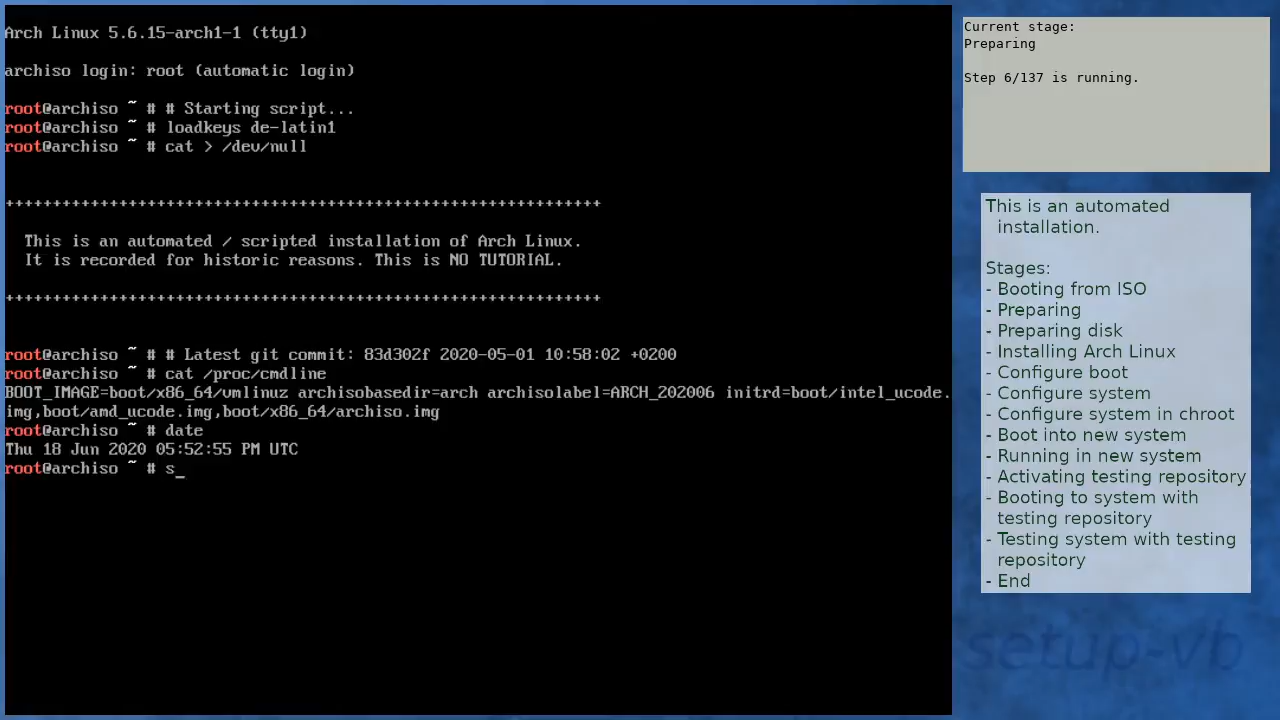 Arch Linux 5.6.15-arch1-1 (tty1)
archiso login: root (automatic login)
root@archiso ~ # # Starting script...
root@archiso ~ # loadkeys de-latin1
root@archiso ~ # cat > /dev/null
++++++++++++++++++++++++++++++++++++++++++++++++++++++++++++++++
This is an automated / scripted installation of Arch Linux.
It is recorded for historic reasons. This is NO TUTORIAL.
++++++++++++++++++++++++++++++++++++++++++++++++++++++++++++++++
root@archiso ~ # # Latest git commit: 83d302f 2020-05-01 10:58:02 +0200
root@archiso ~ # cat /proc/cmdline
BOOT_IMAGE=boot/x86_64/vmlinuz archisobasedir=arch archisolabel=ARCH_202006 initrd=boot/intel_ucode.
img,boot/amd_ucode.img,boot/x86_64/archiso.img
root@archiso ~ # date
Thu 18 Jun 2020 05:52:55 PM UTC
root@archiso ~ # s_
Current stage:
Preparing
Step 6/137 is running.
This is an automated
installation.
Stages:
- Booting from ISO
- Preparing
- Preparing disk
- Installing Arch Linux
- Configure boot
- Configure system
- Configure system in chroot
- Boot into new system
- Running in new system
- Activating testing repository
- Booting to system with
testing repository
- Testing system with testing
repository
- End
setup-vb